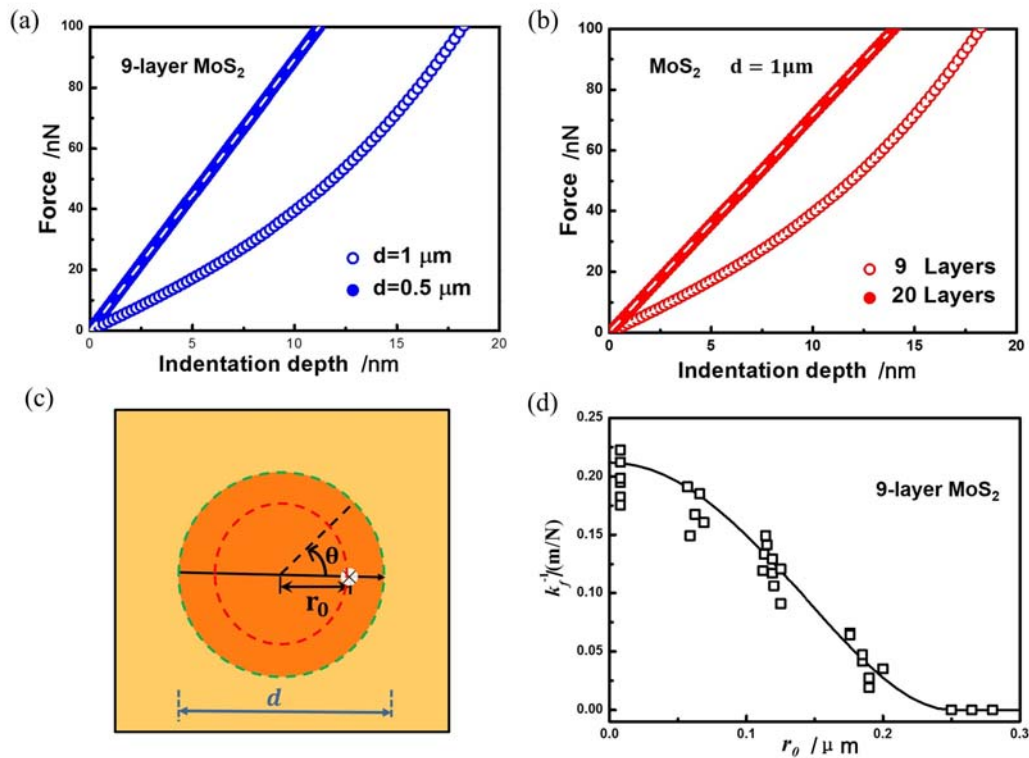 (a)
100
80
60
40
20
0
Force /nN
9-layer MoS₂
d=1 μm
d=0.5 μm
0 5 10 15 20
Indentation depth /nm
(b)
100
80
60
40
20
0
Force /nN
MoS₂ d = 1μm
9 Layers
20 Layers
0 5 10 15 20
Indentation depth /nm
(c)
θ
r₀
d
(d)
0.25
0.20
0.15
0.10
0.05
0.00
k_f⁻¹/(m/N)
9-layer MoS₂
0.0 0.1 0.2 0.3
r₀ / μ m